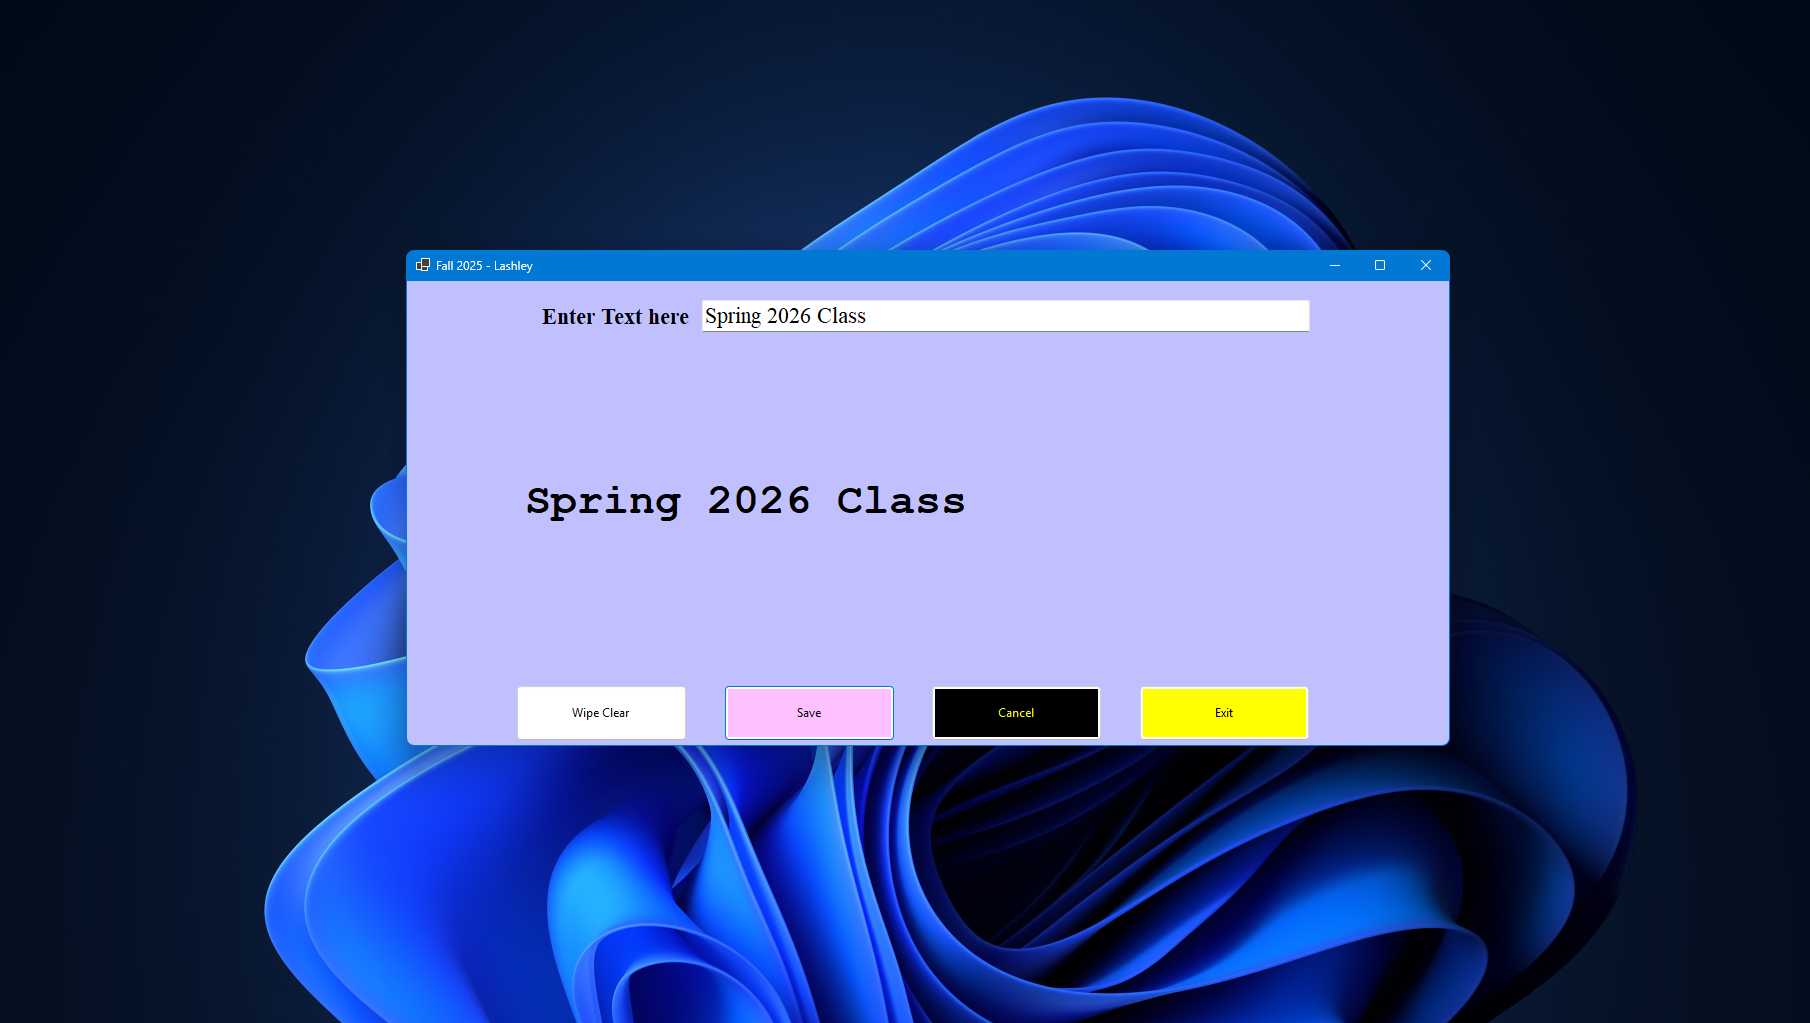 Fall 2025 - Lashley
Enter Text here Spring 2026 Class
Spring 2026 Class
Wipe Clear Save Cancel Exit